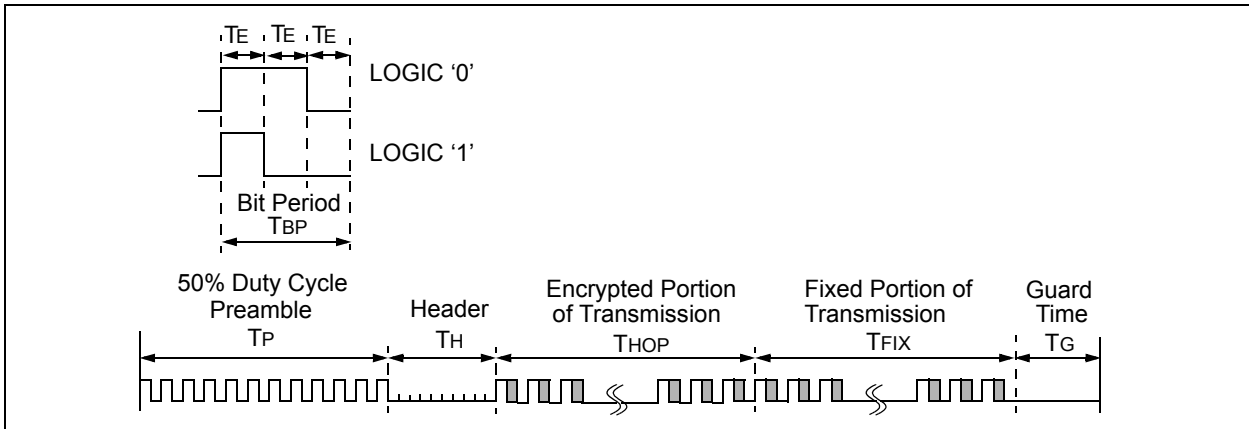 TE TE TE
LOGIC ‘0’
LOGIC ‘1’
Bit Period
TBP
50% Duty Cycle
Preamble
TP
Header
TH
Encrypted Portion
of Transmission
THOP
Fixed Portion of
Transmission
TFIX
Guard
Time
TG